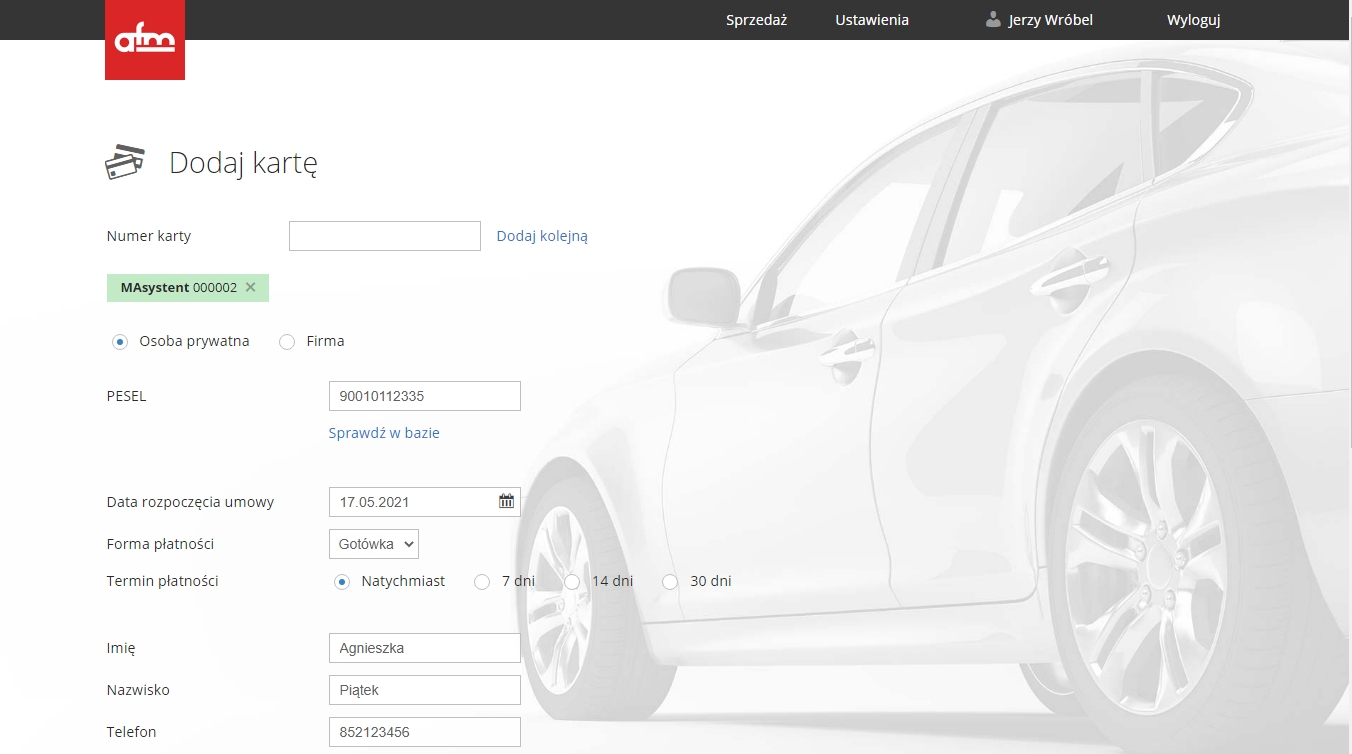 afm
Sprzedaż Ustawienia Jerzy Wróbel Wyloguj
Dodaj kartę
Numer karty Dodaj kolejną
MAsystent 000002 ×
Osoba prywatna Firma
PESEL 90010112335
Sprawdź w bazie
Data rozpoczęcia umowy 17.05.2021
Forma płatności Gotówka
Termin płatności Natychmiast 7 dni 14 dni 30 dni
Imię Agnieszka
Nazwisko Piątek
Telefon 852123456